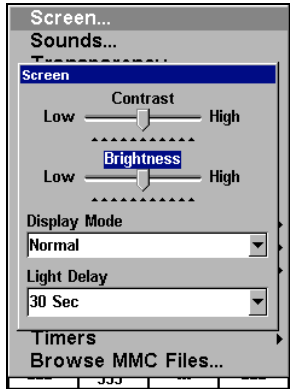 Screen...
Sounds...
Screen
Contrast
Low High
Brightness
Low High
Display Mode
Normal
Light Delay
30 Sec
Timers
Browse MMC Files...